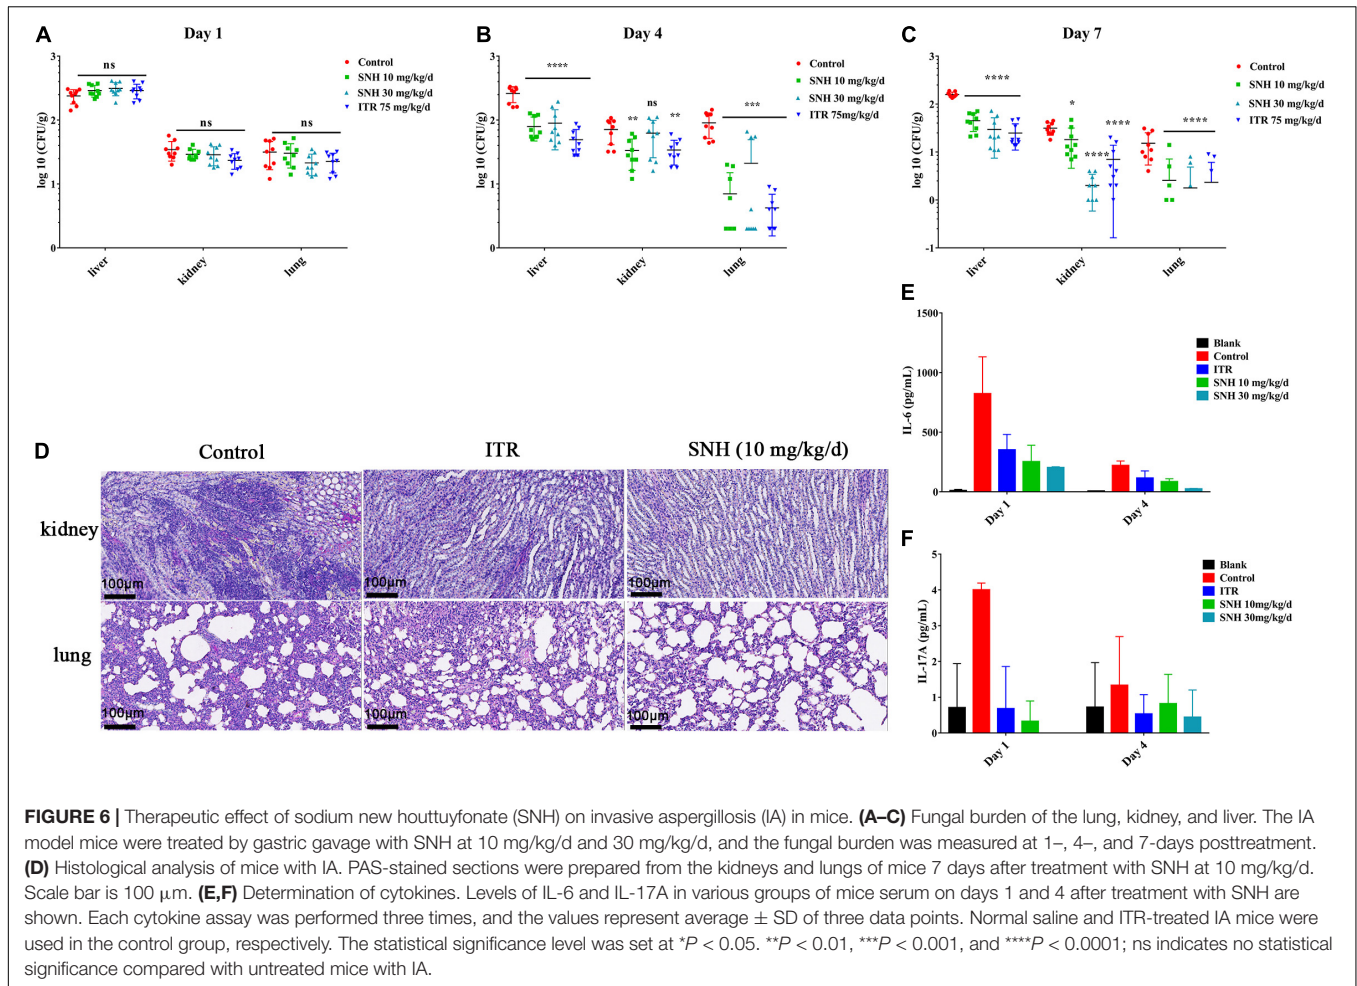 A
Day 1
ns
ns
ns
Control
SNH 10 mg/kg/d
SNH 30 mg/kg/d
ITR 75 mg/kg/d
log 10 (CFU/g)
3
2
1
0
liver
kidney
lung
B
Day 4
****
**
ns
**
***
Control
SNH 10 mg/kg/d
SNH 30 mg/kg/d
ITR 75mg/kg/d
log 10 (CFU/g)
3
2
1
0
liver
kidney
lung
C
Day 7
****
*
****
****
****
Control
SNH 10 mg/kg/d
SNH 30 mg/kg/d
ITR 75 mg/kg/d
log 10 (CFU/g)
3
2
1
0
-1
liver
kidney
lung
D
Control
ITR
SNH (10 mg/kg/d)
kidney
100μm
100μm
100μm
lung
100μm
100μm
100μm
E
IL-6 (pg/mL)
1500
1000
500
0
Day 1
Day 4
Blank
Control
ITR
SNH 10 mg/kg/d
SNH 30 mg/kg/d
F
IL-17A (pg/mL)
5
4
3
2
1
0
Day 1
Day 4
Blank
Control
ITR
SNH 10mg/kg/d
SNH 30mg/kg/d
FIGURE 6 | Therapeutic effect of sodium new houttuyfonate (SNH) on invasive aspergillosis (IA) in mice. (A–C) Fungal burden of the lung, kidney, and liver. The IA
model mice were treated by gastric gavage with SNH at 10 mg/kg/d and 30 mg/kg/d, and the fungal burden was measured at 1–, 4–, and 7-days posttreatment.
(D) Histological analysis of mice with IA. PAS-stained sections were prepared from the kidneys and lungs of mice 7 days after treatment with SNH at 10 mg/kg/d.
Scale bar is 100 μm. (E,F) Determination of cytokines. Levels of IL-6 and IL-17A in various groups of mice serum on days 1 and 4 after treatment with SNH are
shown. Each cytokine assay was performed three times, and the values represent average ± SD of three data points. Normal saline and ITR-treated IA mice were
used in the control group, respectively. The statistical significance level was set at *P < 0.05. **P < 0.01, ***P < 0.001, and ****P < 0.0001; ns indicates no statistical
significance compared with untreated mice with IA.